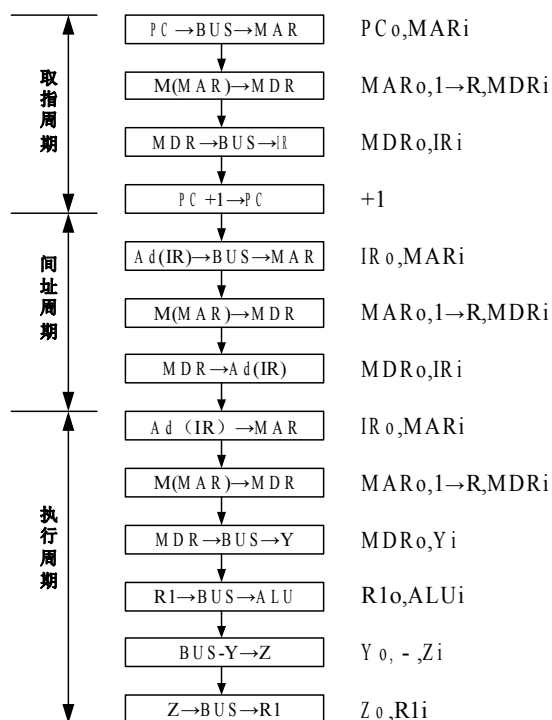 取指周期
PC→BUS→MAR PCo,MARi
M(MAR)→MDR MARo,1→R,MDRi
MDR→BUS→IR MDRo,IRi
PC+1→PC +1
间址周期
Ad(IR)→BUS→MAR IRo,MARi
M(MAR)→MDR MARo,1→R,MDRi
MDR→Ad(IR) MDRo,IRi
执行周期
Ad（IR）→MAR IRo,MARi
M(MAR)→MDR MARo,1→R,MDRi
MDR→BUS→Y MDRo,Yi
R1→BUS→ALU R1o,ALUi
BUS-Y→Z Yo,-,Zi
Z→BUS→R1 Zo,R1i